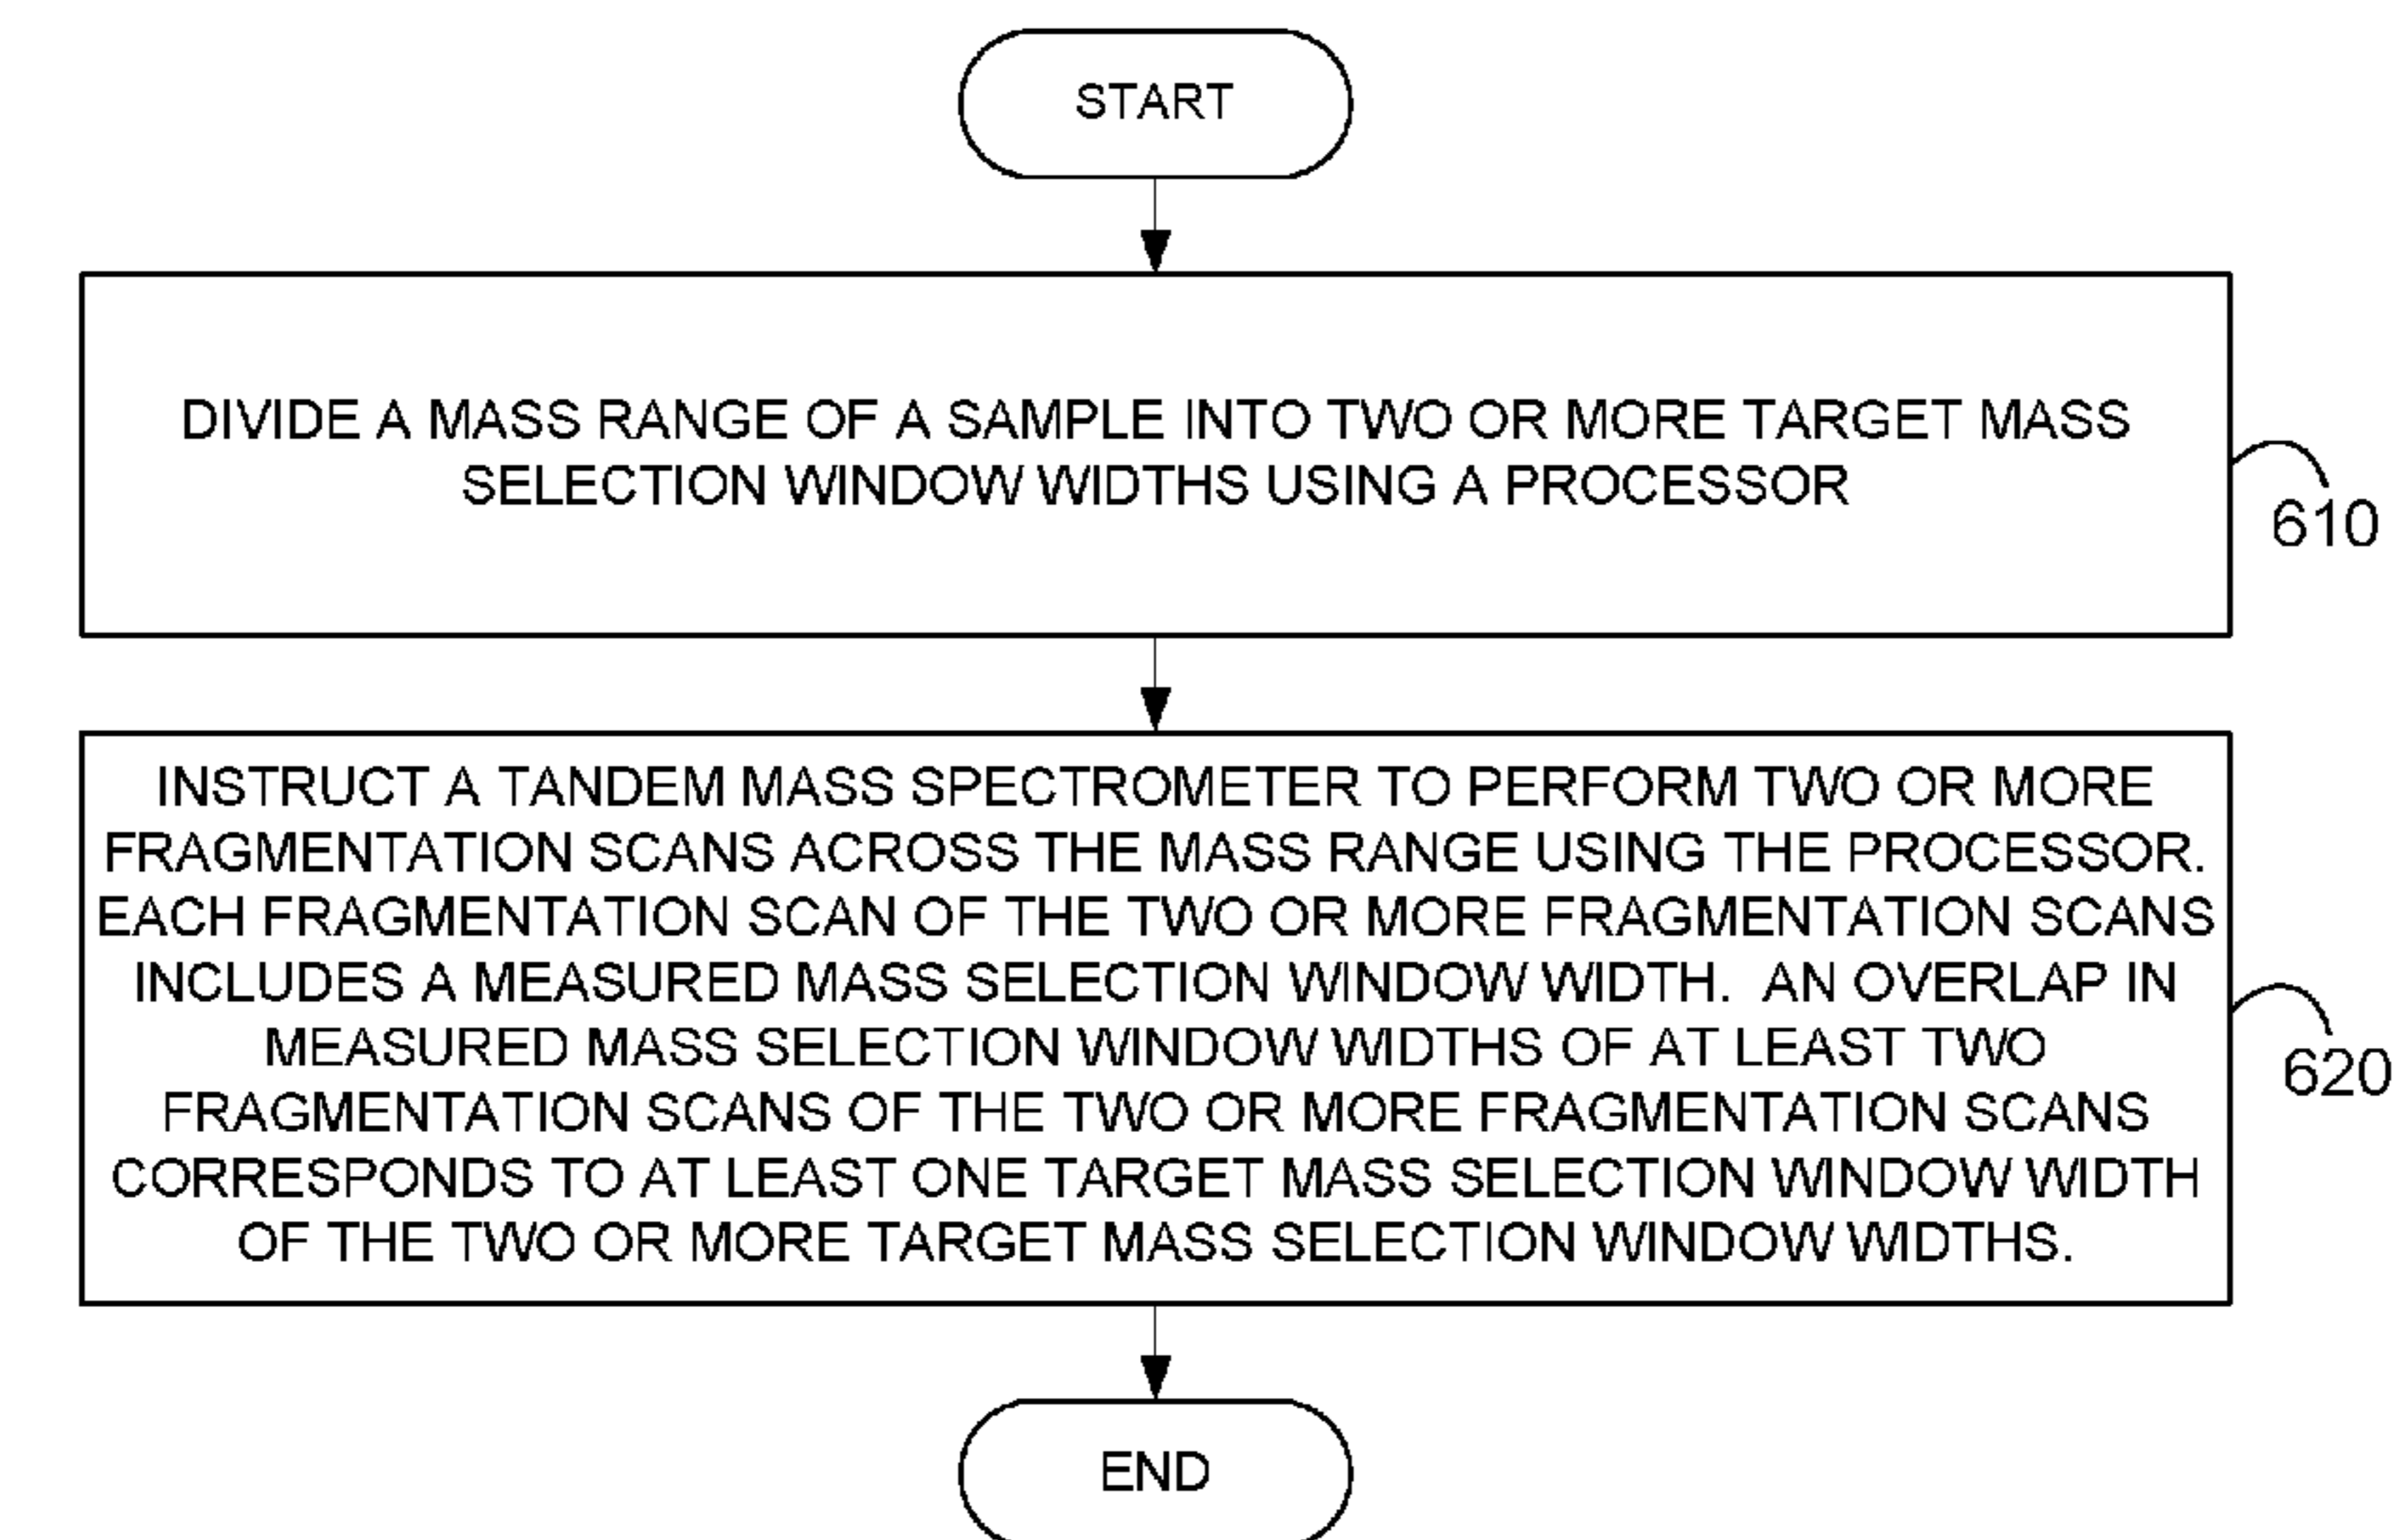 START
DIVIDE A MASS RANGE OF A SAMPLE INTO TWO OR MORE TARGET MASS
SELECTION WINDOW WIDTHS USING A PROCESSOR
610
INSTRUCT A TANDEM MASS SPECTROMETER TO PERFORM TWO OR MORE
FRAGMENTATION SCANS ACROSS THE MASS RANGE USING THE PROCESSOR.
EACH FRAGMENTATION SCAN OF THE TWO OR MORE FRAGMENTATION SCANS
INCLUDES A MEASURED MASS SELECTION WINDOW WIDTH. AN OVERLAP IN
MEASURED MASS SELECTION WINDOW WIDTHS OF AT LEAST TWO
FRAGMENTATION SCANS OF THE TWO OR MORE FRAGMENTATION SCANS
CORRESPONDS TO AT LEAST ONE TARGET MASS SELECTION WINDOW WIDTH
OF THE TWO OR MORE TARGET MASS SELECTION WINDOW WIDTHS.
620
END